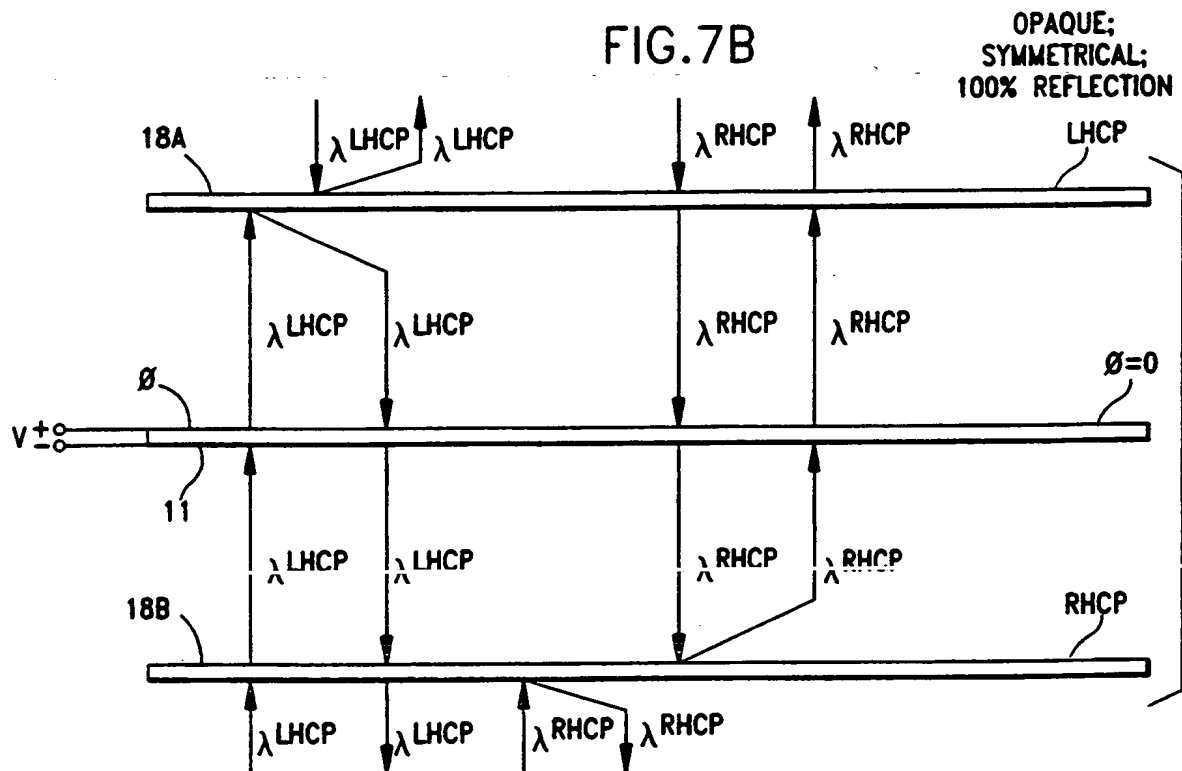 FIG.7B
OPAQUE;
SYMMETRICAL;
100% REFLECTION
18A
λLHCP
λLHCP
λRHCP
λRHCP
LHCP
λLHCP
λLHCP
λRHCP
λRHCP
Ø
Ø=0
V + −
11
λLHCP
λLHCP
λRHCP
λRHCP
18B
RHCP
λLHCP
λLHCP
λRHCP
λRHCP